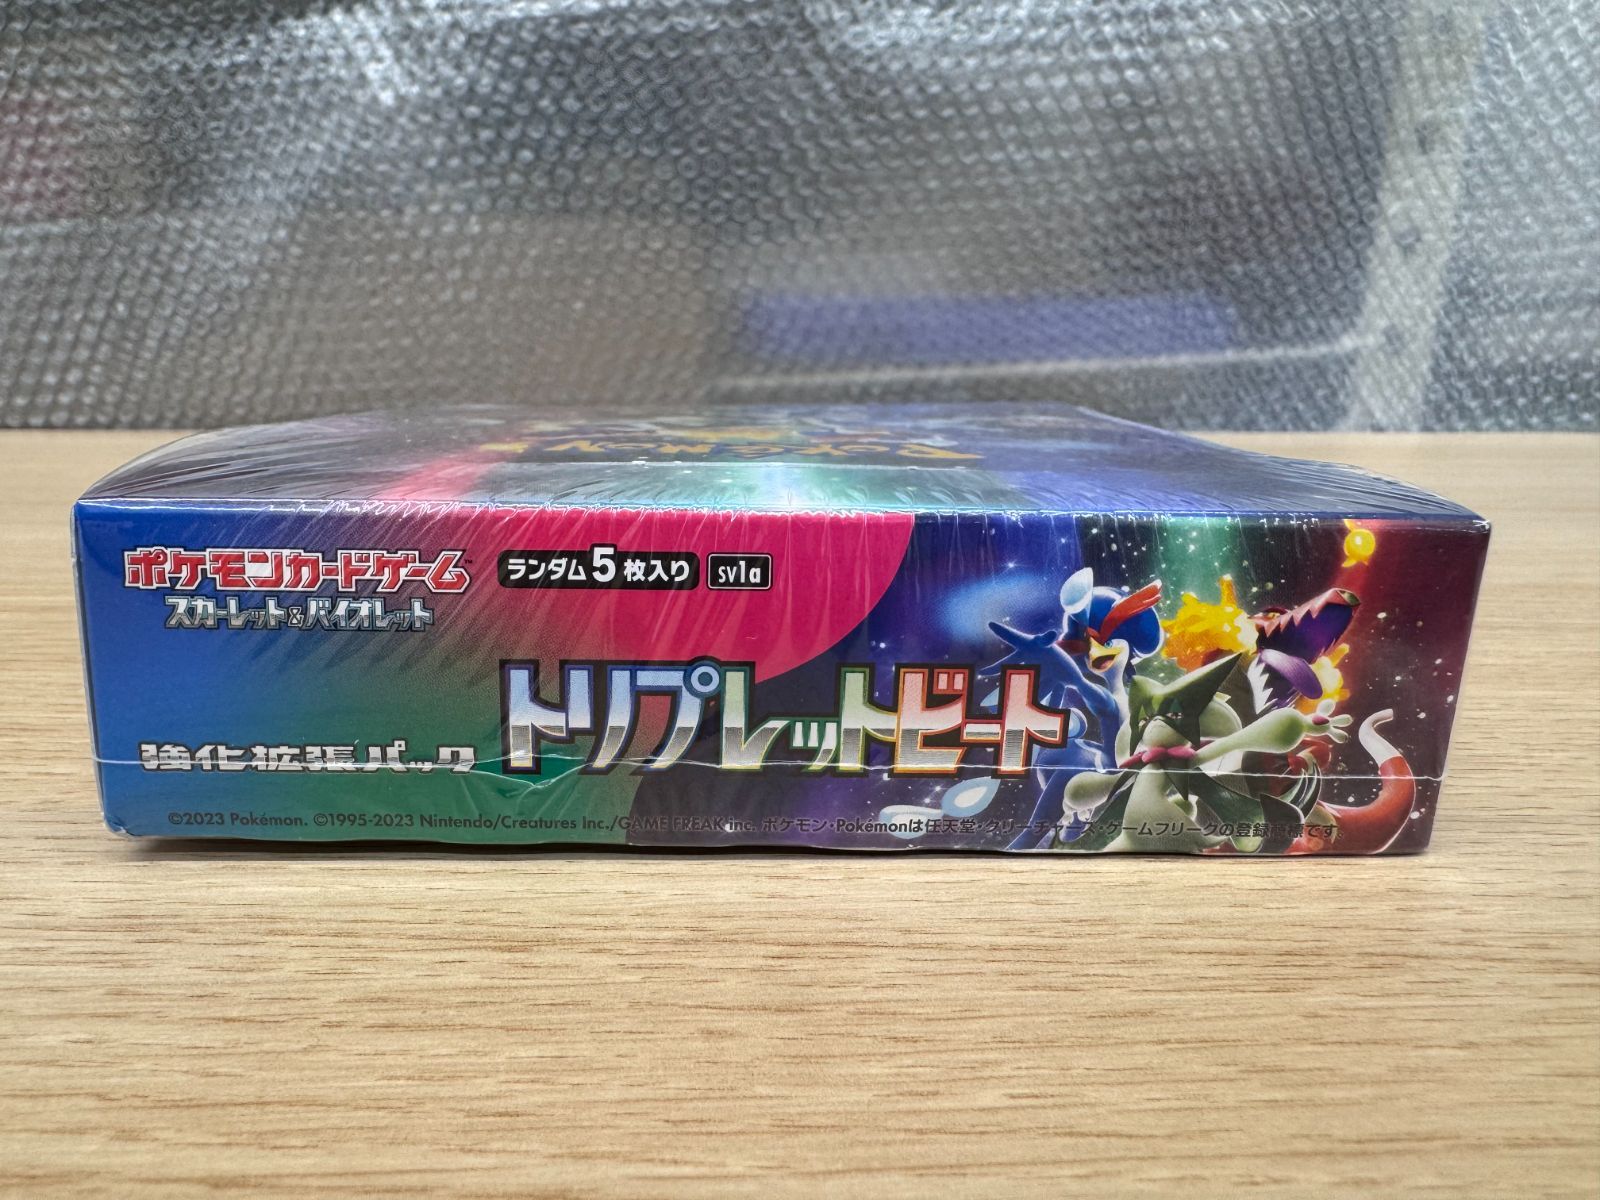 POKÉMON
ポケモンカードゲーム™
スカーレット&バイオレット
ランダム5枚入り sv1a
強化拡張パック トリプレットビート
©2023 Pokémon. ©1995-2023 Nintendo/Creatures Inc./GAME FREAK inc. ポケモン・Pokémonは任天堂・クリーチャーズ・ゲームフリークの登録商標です。